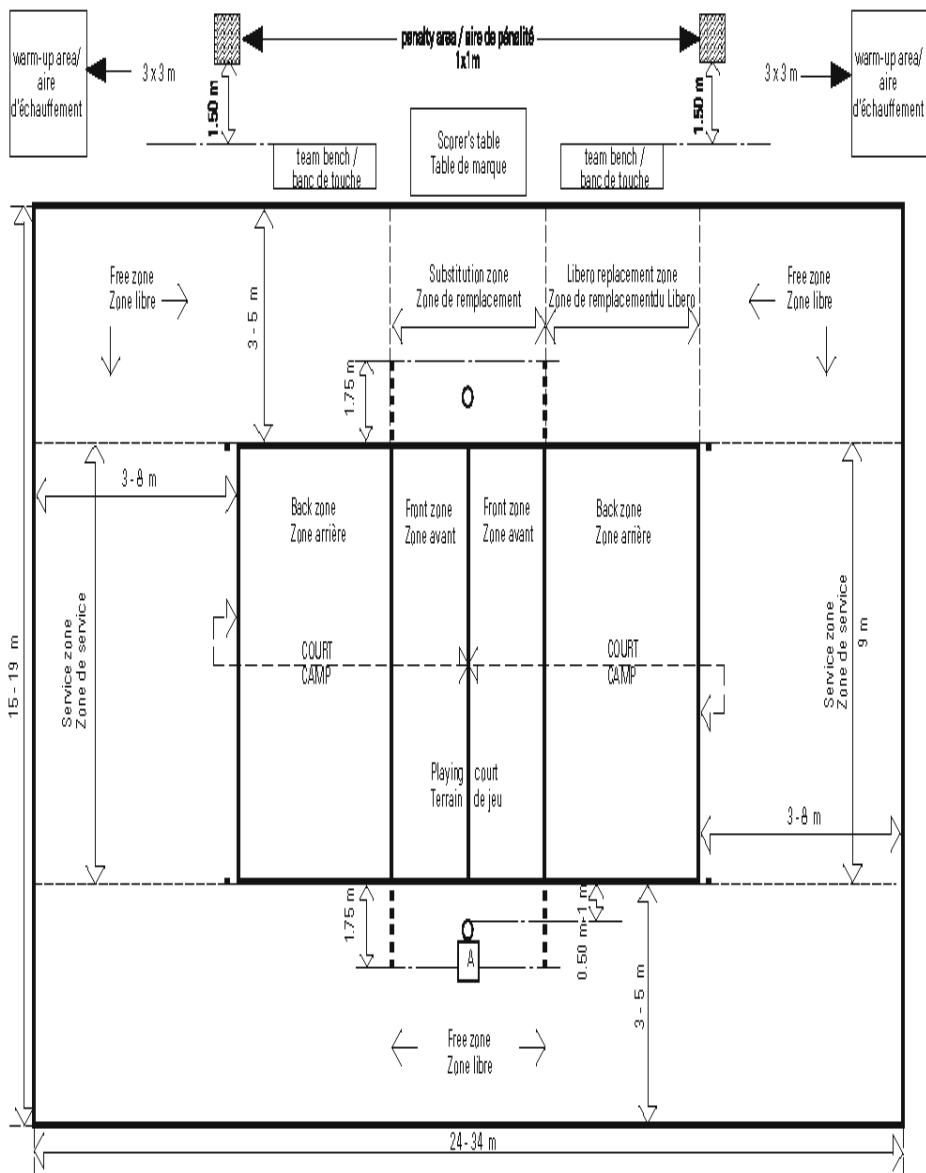 penalty area / aire de pénalité
1x1m
warm-up area/
aire
d'échauffement
3 x 3 m
3 x 3 m
warm-up area/
aire
d'échauffement
1.50 m
1.50 m
Scorer's table
Table de marque
team bench /
banc de touche
team bench /
banc de touche
Free zone
Zone libre
3 - 5 m
Substitution zone
Zone de remplacement
Libero replacement zone
Zone de remplacementdu Libero
Free zone
Zone libre
1.75 m
3-8 m
Back zone
Zone arrière
Front zone
Zone avant
Front zone
Zone avant
Back zone
Zone arrière
15 - 19 m
Service zone
Zone de service
COURT
CAMP
COURT
CAMP
Service zone
Zone de service
9 m
Playing court
Terrain de jeu
3 -8 m
1.75 m
A
0.50 m-1 m
3 - 5 m
Free zone
Zone libre
24-34 m